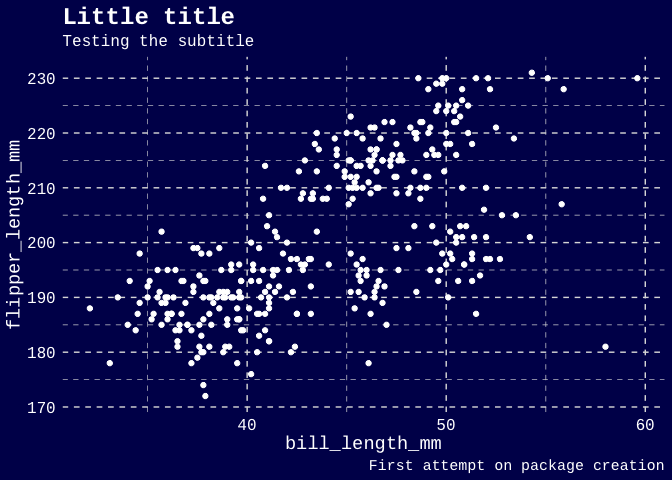 Little title
Testing the subtitle
flipper_length_mm
230
220
210
200
190
180
170
40
50
60
bill_length_mm
First attempt on package creation